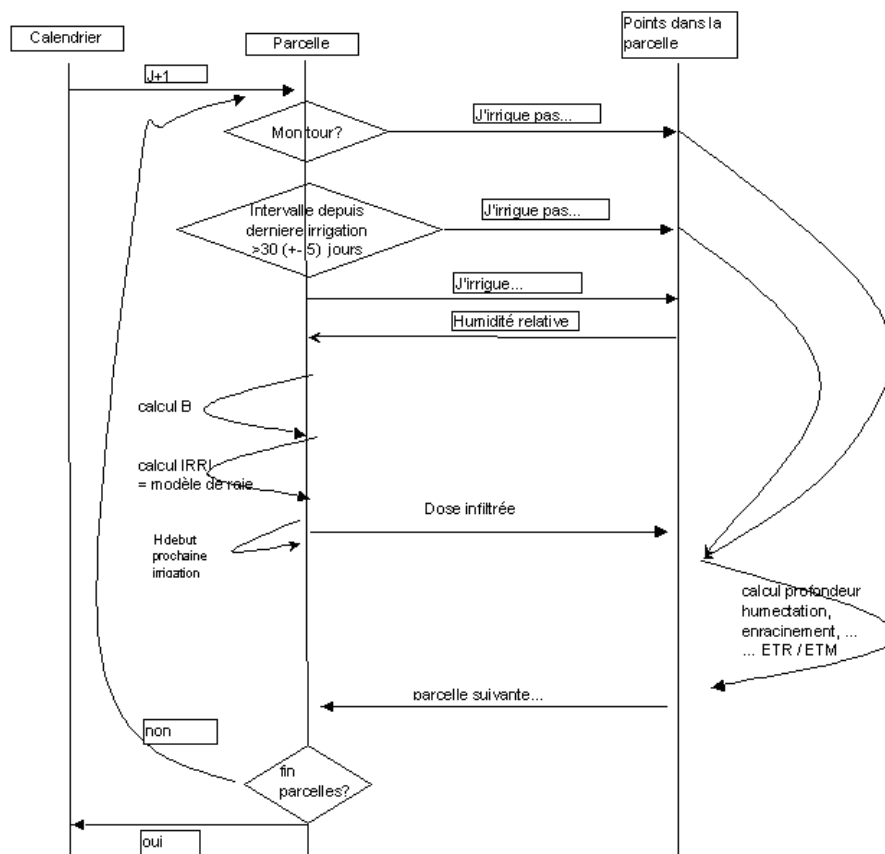 Calendrier
Parcelle
Points dans la
parcelle
J+1
Mon tour?
J'irrique pas...
Intervalle depuis
derniere irrigation
>30 (+- 5) jours
J'irrigue pas...
J'irrigue...
Humidité relative
calcul B
calcul IRRI
= modèle de raie
Dose infiltrée
H debut
prochaine
irrigation
calcul profondeur
humectation,
enracinement, ...
... ETR / ETM
parcelle suivante...
non
fin
parcelles?
oui